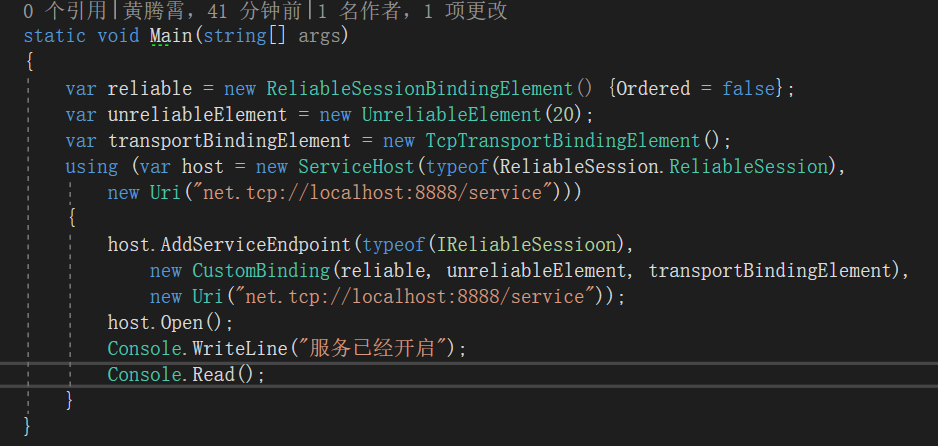 0 个引用|黄腾霄，41 分钟前|1 名作者，1 项更改
static void Main(string[] args)
{
    var reliable = new ReliableSessionBindingElement() {Ordered = false};
    var unreliableElement = new UnreliableElement(20);
    var transportBindingElement = new TcpTransportBindingElement();
    using (var host = new ServiceHost(typeof(ReliableSession.ReliableSession),
        new Uri("net.tcp://localhost:8888/service")))
    {
        host.AddServiceEndpoint(typeof(IReliableSessioon),
            new CustomBinding(reliable, unreliableElement, transportBindingElement),
            new Uri("net.tcp://localhost:8888/service"));
        host.Open();
        Console.WriteLine("服务已经开启");
        Console.Read();
    }
}